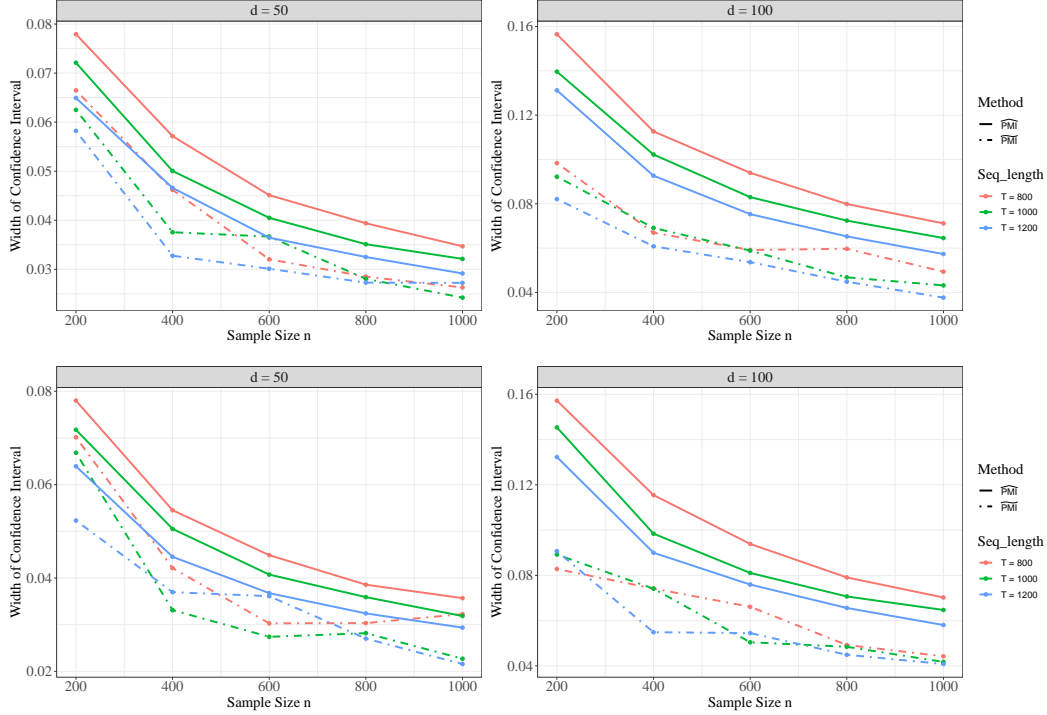 d = 50
d = 100
0.08
0.07
0.06
0.05
0.04
0.03
Width of Confidence Interval
200 400 600 800 1000
Sample Size n
0.16
0.12
0.08
0.04
Width of Confidence Interval
200 400 600 800 1000
Sample Size n
Method
\widehat{PMI}
\widetilde{PMI}
Seq_length
T = 800
T = 1000
T = 1200
d = 50
d = 100
0.08
0.06
0.04
0.02
Width of Confidence Interval
200 400 600 800 1000
Sample Size n
0.16
0.12
0.08
0.04
Width of Confidence Interval
200 400 600 800 1000
Sample Size n
Method
\widehat{PMI}
\widetilde{PMI}
Seq_length
T = 800
T = 1000
T = 1200